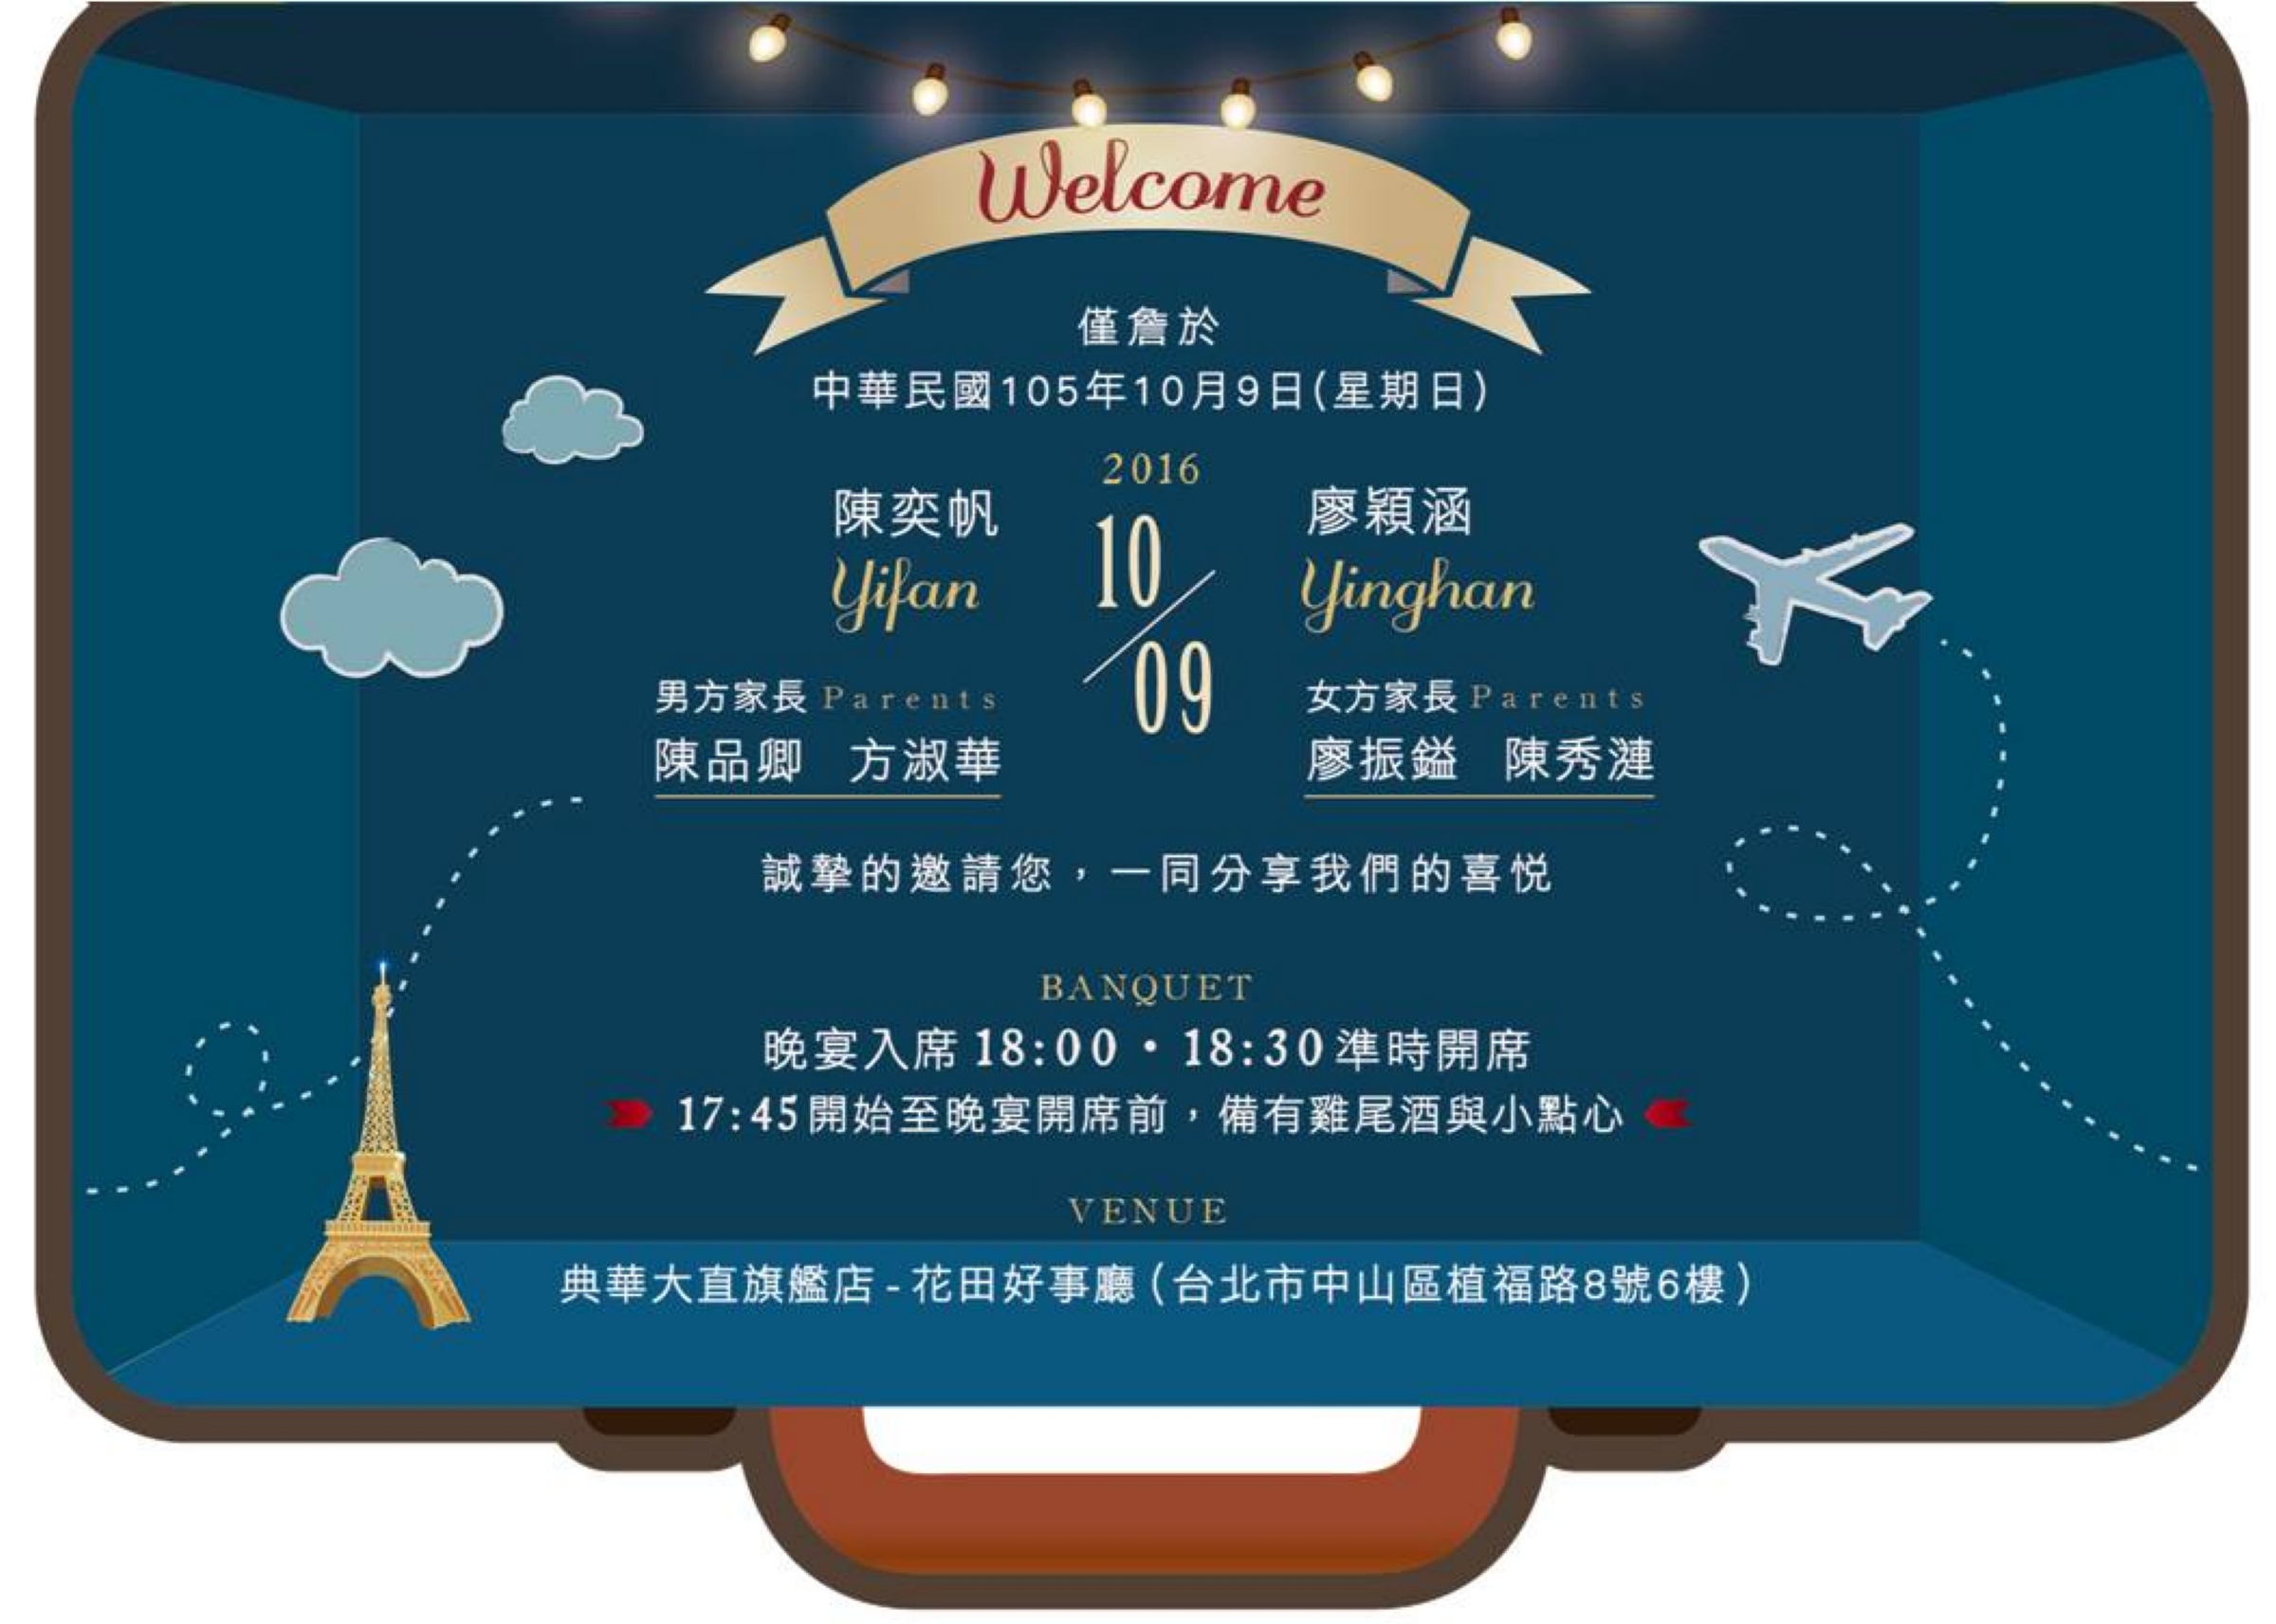 Welcome
僅詹於
中華民國105年10月9日(星期日)
2016
10
09
陳奕帆
Yifan
男方家長 Parents
陳品卿 方淑華
廖穎涵
Yinghan
女方家長 Parents
廖振鎰 陳秀漣
誠摯的邀請您，一同分享我們的喜悅
BANQUET
晚宴入席 18:00・18:30 準時開席
17:45 開始至晚宴開席前，備有雞尾酒與小點心
VENUE
典華大直旗艦店 - 花田好事廳 (台北市中山區植福路8號6樓)